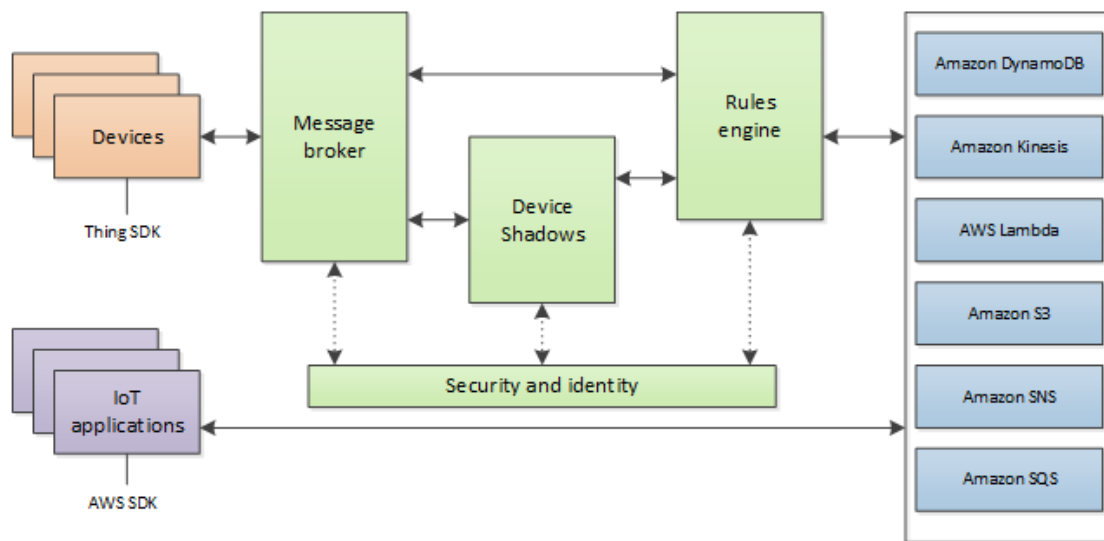 Devices
Thing SDK
Message
broker
Device
Shadows
Rules
engine
Security and identity
IoT
applications
AWS SDK
Amazon DynamoDB
Amazon Kinesis
AWS Lambda
Amazon S3
Amazon SNS
Amazon SQS